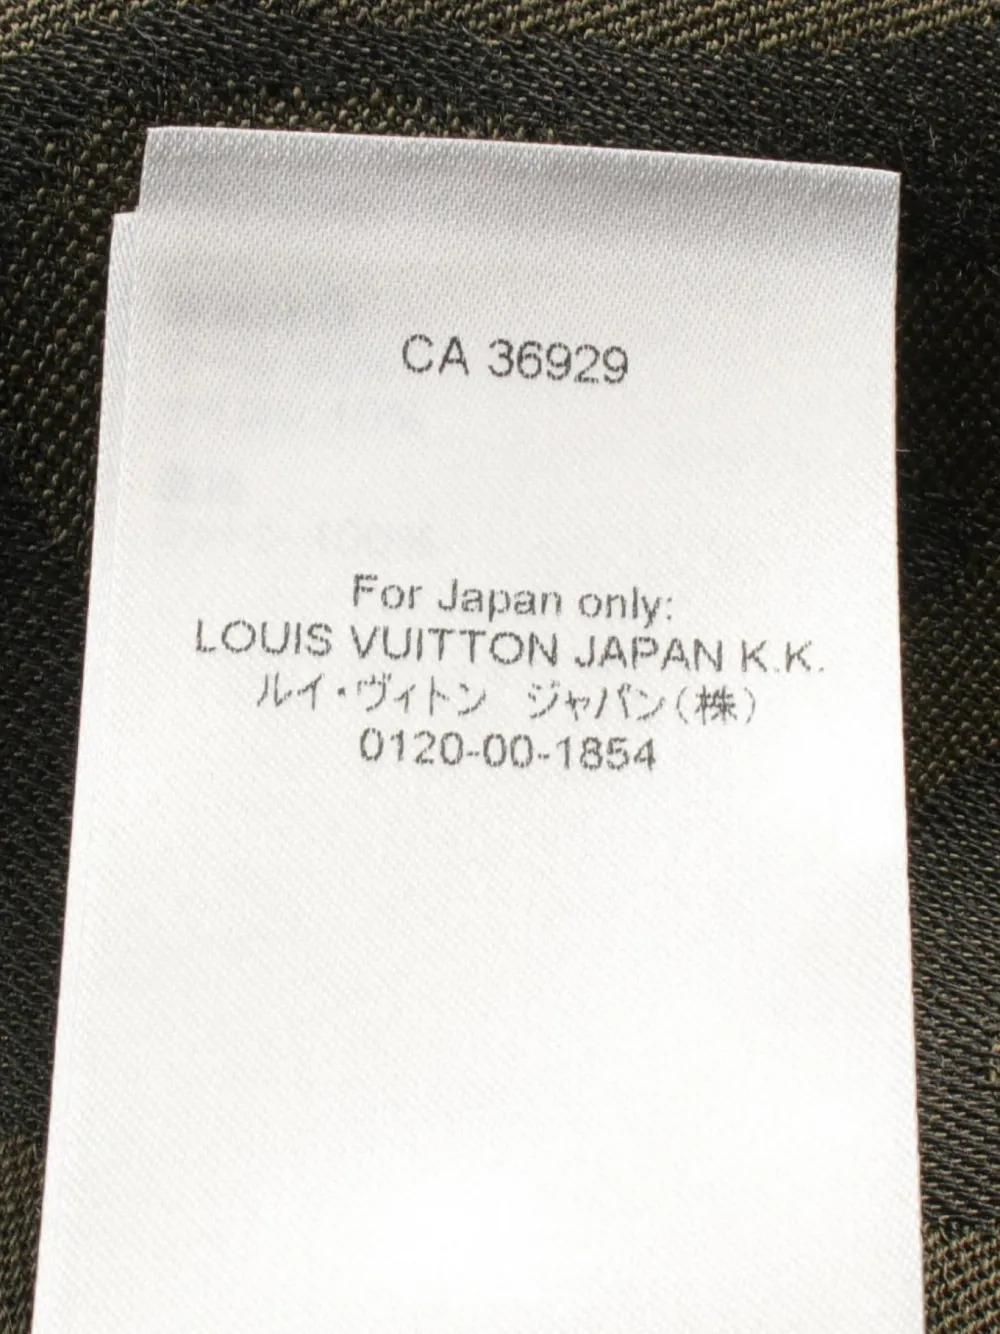 CA 36929
For Japan only:
LOUIS VUITTON JAPAN K.K.
ルイ・ヴィトン　ジャパン(株)
0120-00-1854